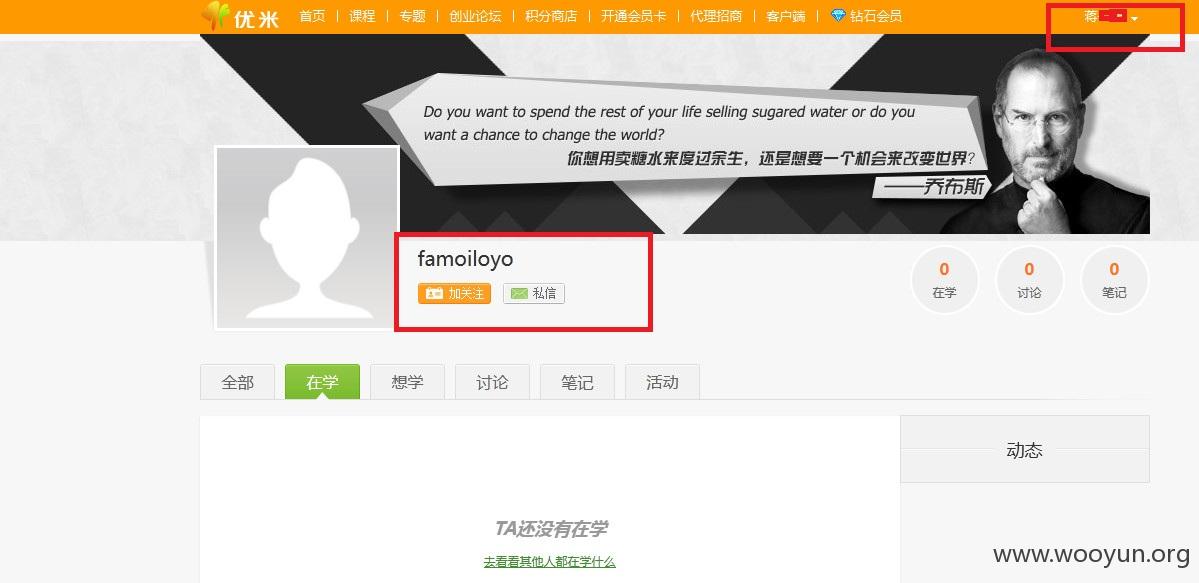 优米 首页 课程 专题 创业论坛 积分商店 开通会员卡 代理招商 客户端 钻石会员 蒋
Do you want to spend the rest of your life selling sugared water or do you
want a chance to change the world?
你想用卖糖水来度过余生，还是想要一个机会来改变世界?
——乔布斯
famoiloyo
加关注 私信
0 0 0
在学 讨论 笔记
全部 在学 想学 讨论 笔记 活动
动态
TA还没有在学
去看看其他人都在学什么
www.wooyun.org